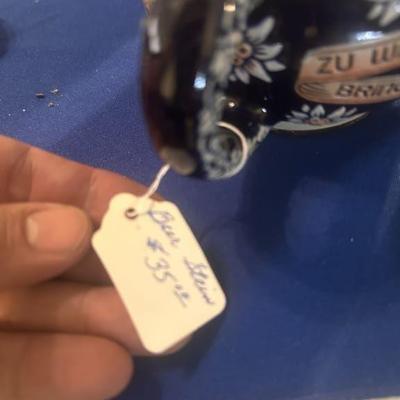 ZU W
BRIN
Beer Stein
$35.00